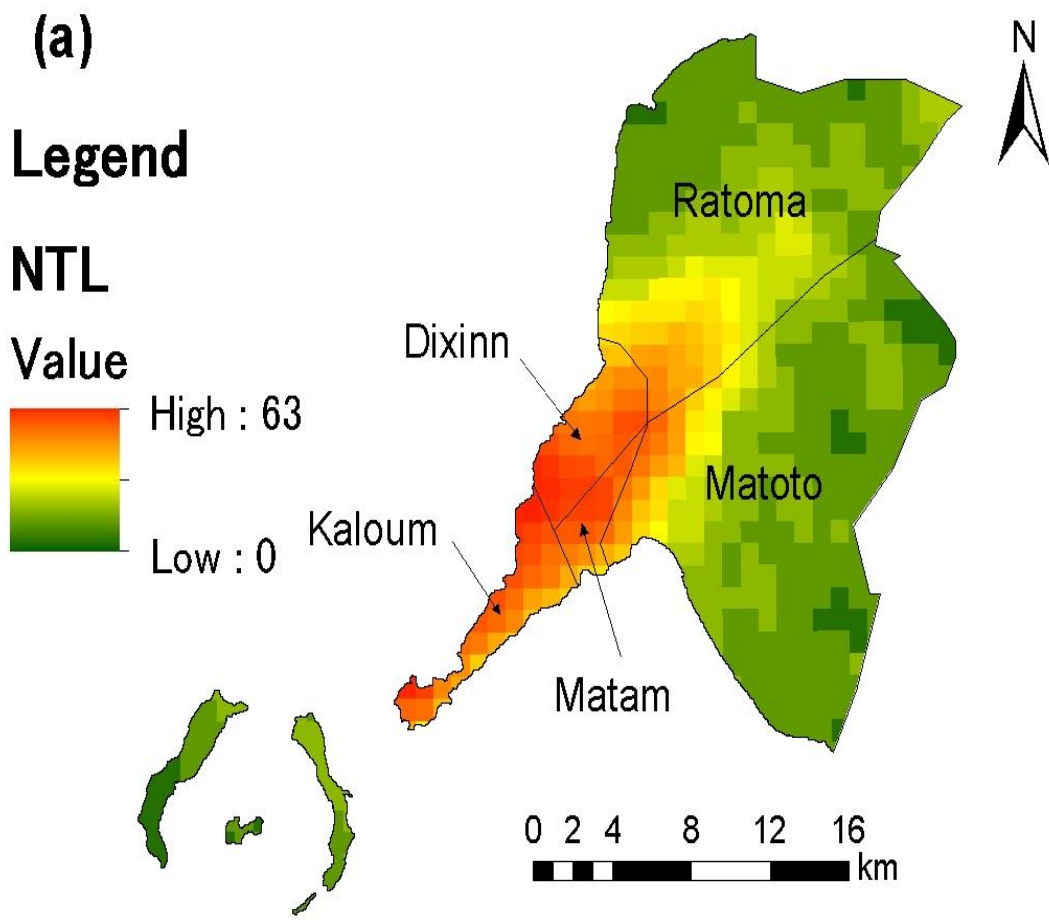 (a)
N
Legend
NTL
Value
High : 63
Low : 0
Ratoma
Dixinn
Matoto
Kaloum
Matam
0 2 4 8 12 16
km